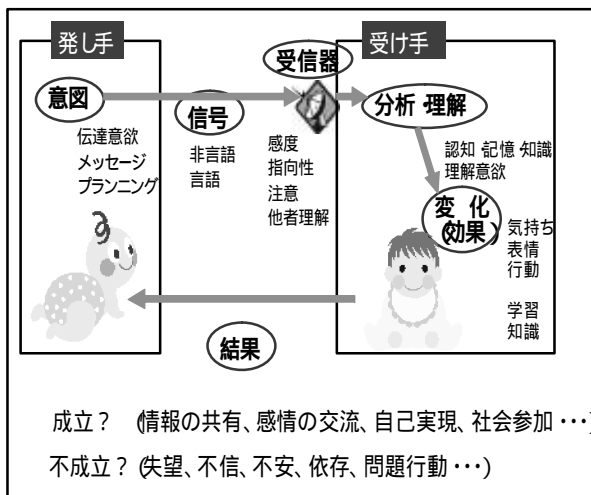 発し手
受け手
受信器
意図
信号
分析・理解
伝達意欲
メッセージ
プランニング
非言語
言語
感度
指向性
注意
他者理解
認知・記憶・知識
理解意欲
変 化
(効果)
気持ち
表情
行動
学習
知識
結果
成立? (情報の共有、感情の交流、自己実現、社会参加・・・)
不成立?(失望、不信、不安、依存、問題行動・・・)